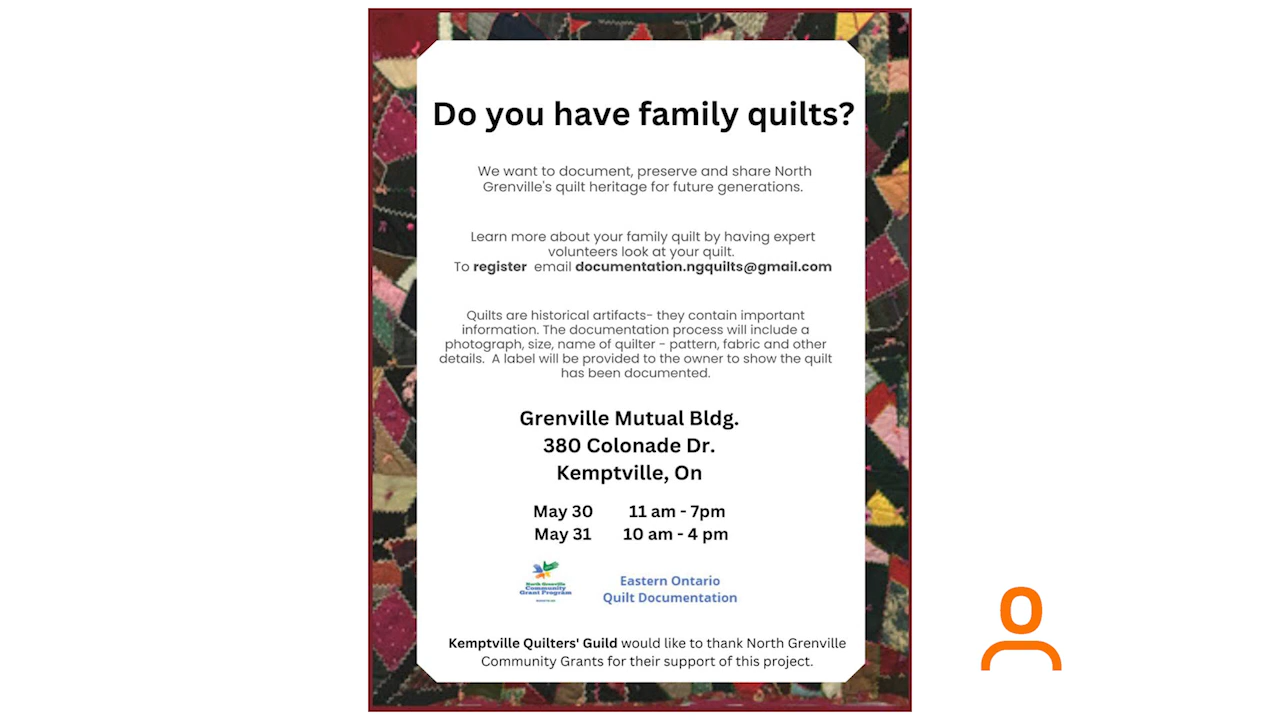 Do you have family quilts?
We want to document, preserve and share North
Grenville's quilt heritage for future generations.
Learn more about your family quilt by having expert
volunteers look at your quilt.
To register email documentation.ngquilts@gmail.com
Quilts are historical artifacts- they contain important
information. The documentation process will include a
photograph, size, name of quilter - pattern, fabric and other
details. A label will be provided to the owner to show the quilt
has been documented.
Grenville Mutual Bldg.
380 Colonade Dr.
Kemptville, On
May 30 11 am - 7pm
May 31 10 am - 4 pm
North Grenville
Community
Grant Program
Eastern Ontario
Quilt Documentation
Kemptville Quilters' Guild would like to thank North Grenville
Community Grants for their support of this project.